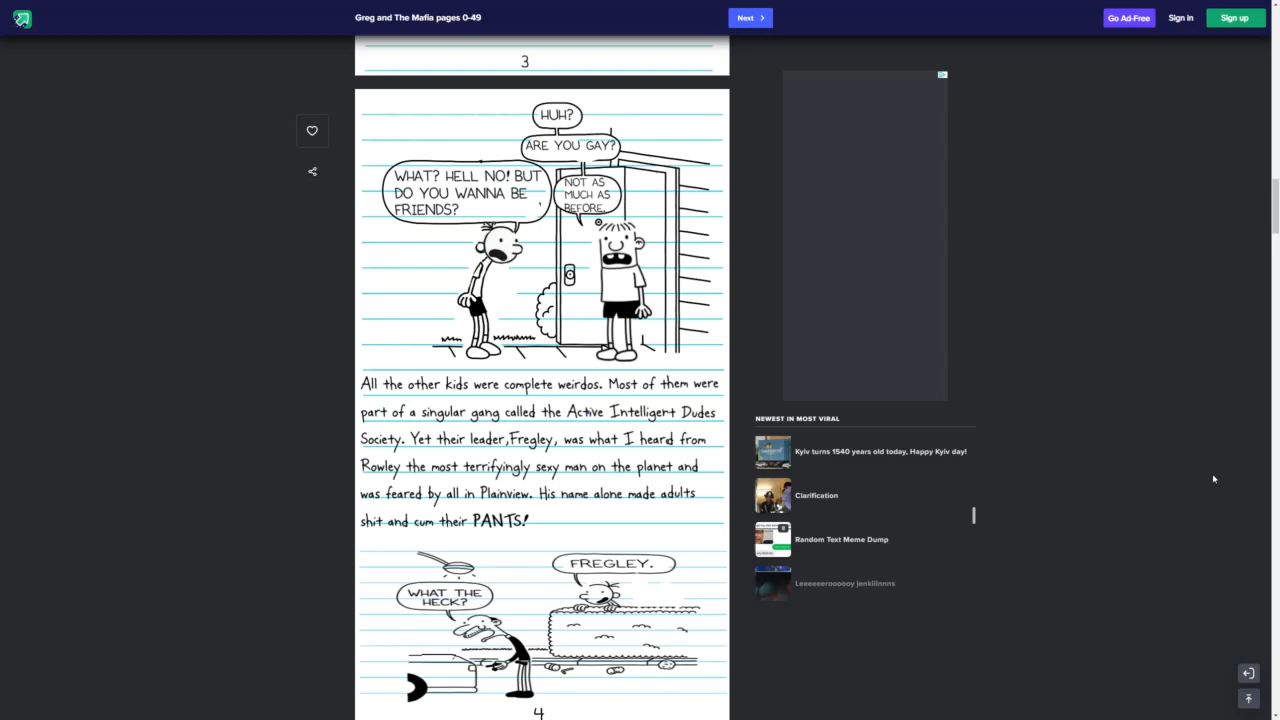 Greg and The Mafia pages 0-49
Next
Go Ad-Free
Sign in
Sign up
3
HUH?
ARE YOU GAY?
WHAT? HELL NO! BUT
DO YOU WANNA BE
FRIENDS?
NOT AS
MUCH AS
BEFORE.
All the other kids were complete weirdos. Most of them were
part of a singular gang called the Active Intelligent Dudes
Society. Yet their leader,Fregley, was what I heard from
Rowley the most terrifyingly sexy man on the planet and
was feared by all in Plainview. His name alone made adults
shit and cum their PANTS!
FREGLEY.
WHAT THE
HECK?
4
NEWEST IN MOST VIRAL
Kyiv turns 1540 years old today, Happy Kyiv day!
Clarification
Random Text Meme Dump
Leeeeeeroooooy jenkiiinnns